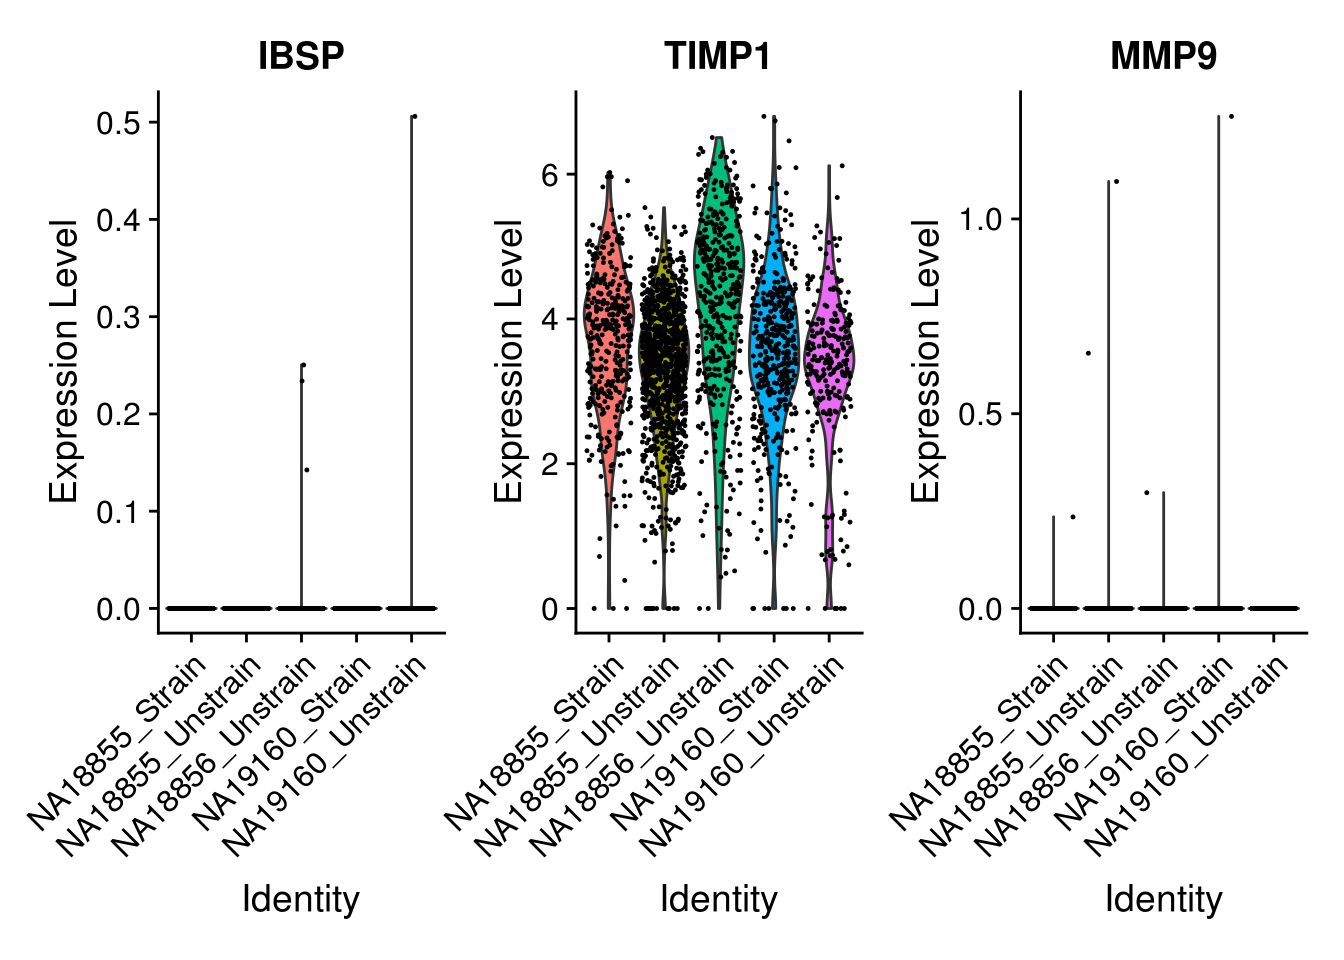 IBSP
Expression Level
0.5
0.4
0.3
0.2
0.1
0.0
NA18855_Strain
NA18855_Unstrain
NA18856_Unstrain
NA19160_Strain
NA19160_Unstrain
Identity
TIMP1
Expression Level
6
4
2
0
NA18855_Strain
NA18855_Unstrain
NA18856_Unstrain
NA19160_Strain
NA19160_Unstrain
Identity
MMP9
Expression Level
1.0
0.5
0.0
NA18855_Strain
NA18855_Unstrain
NA18856_Unstrain
NA19160_Strain
NA19160_Unstrain
Identity